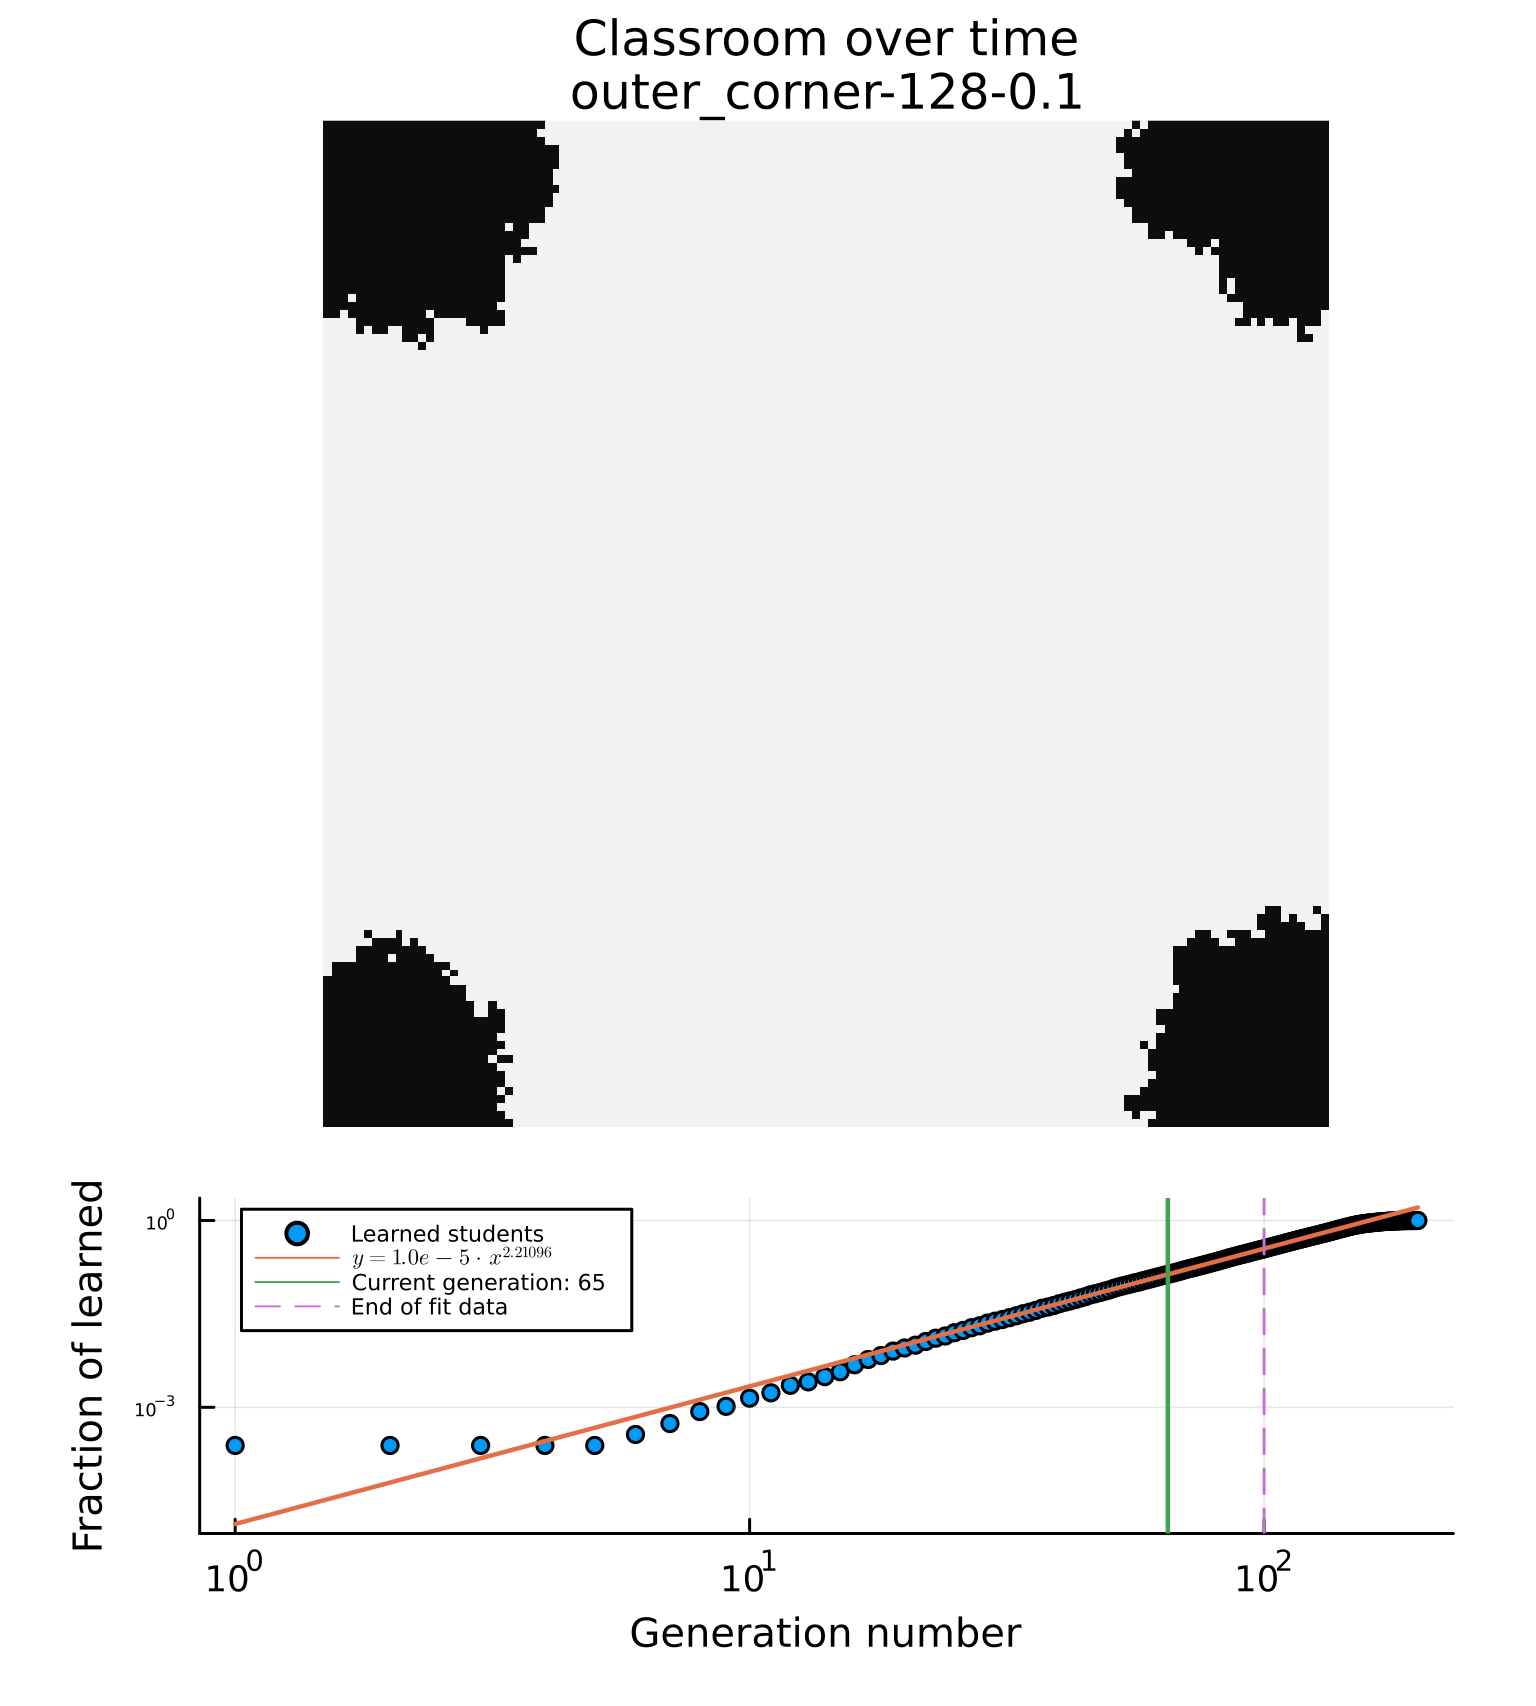 Classroom over time
outer_corner-128-0.1
Fraction of learned
10^0
10^-3
Learned students
y = 1.0e − 5 · x^2.21096
Current generation: 65
End of fit data
10^0
10^1
10^2
Generation number